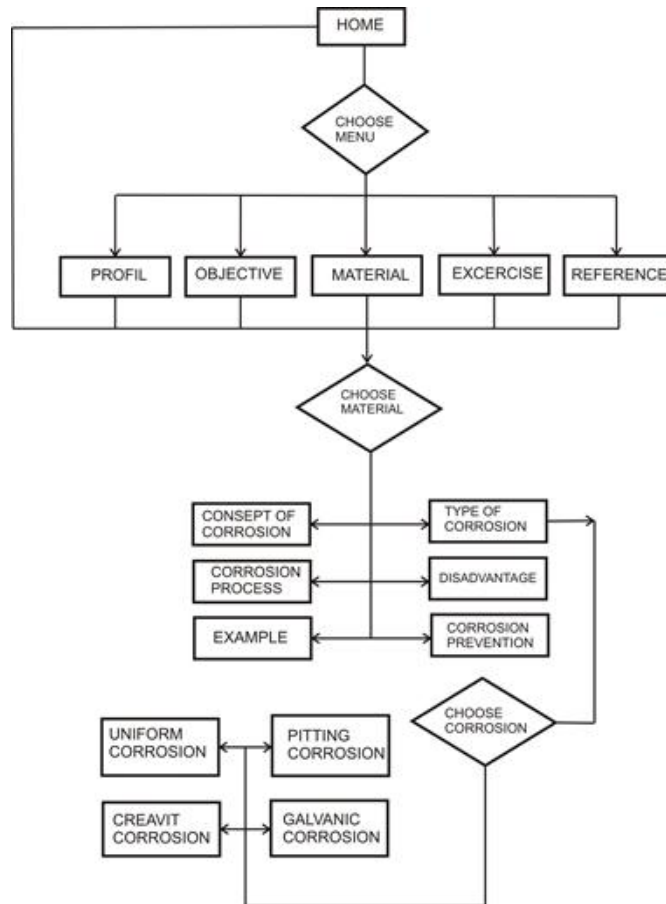 HOME
CHOOSE
MENU
PROFIL
OBJECTIVE
MATERIAL
EXCERCISE
REFERENCE
CHOOSE
MATERIAL
CONSEPT OF
CORROSION
TYPE OF
CORROSION
CORROSION
PROCESS
DISADVANTAGE
EXAMPLE
CORROSION
PREVENTION
CHOOSE
CORROSION
UNIFORM
CORROSION
PITTING
CORROSION
CREAVIT
CORROSION
GALVANIC
CORROSION